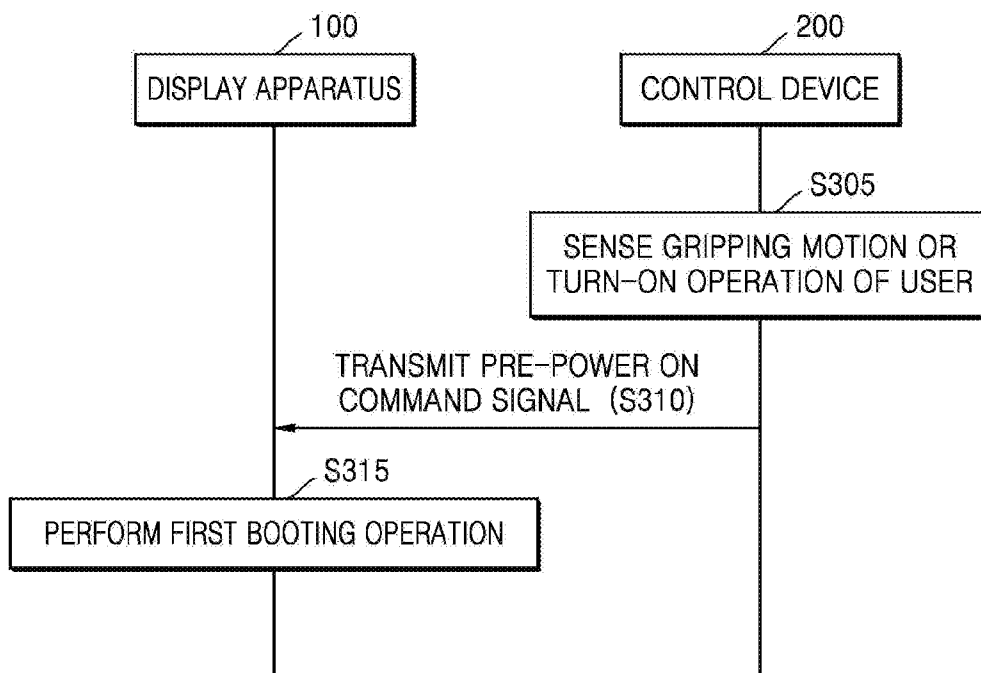 100
200
DISPLAY APPARATUS
CONTROL DEVICE
S305
SENSE GRIPPING MOTION OR
TURN-ON OPERATION OF USER
TRANSMIT PRE-POWER ON
COMMAND SIGNAL (S310)
S315
PERFORM FIRST BOOTING OPERATION